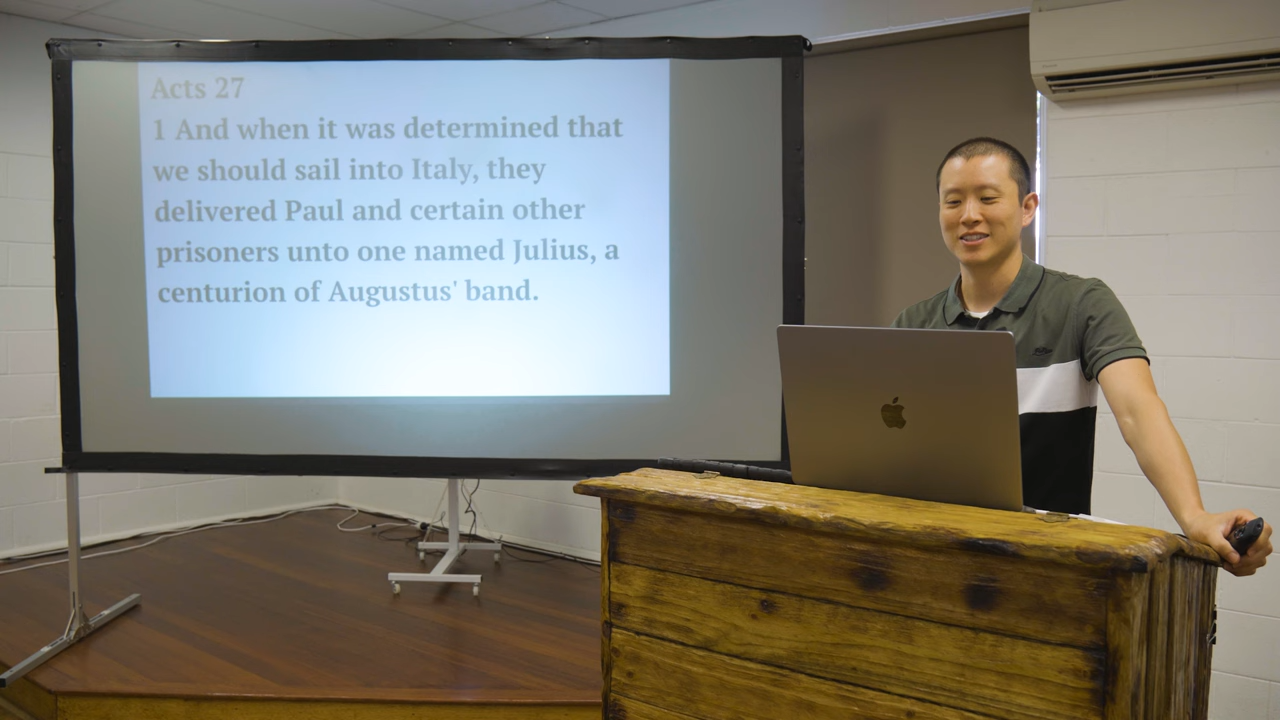 Acts 27
1 And when it was determined that
we should sail into Italy, they
delivered Paul and certain other
prisoners unto one named Julius, a
centurion of Augustus' band.